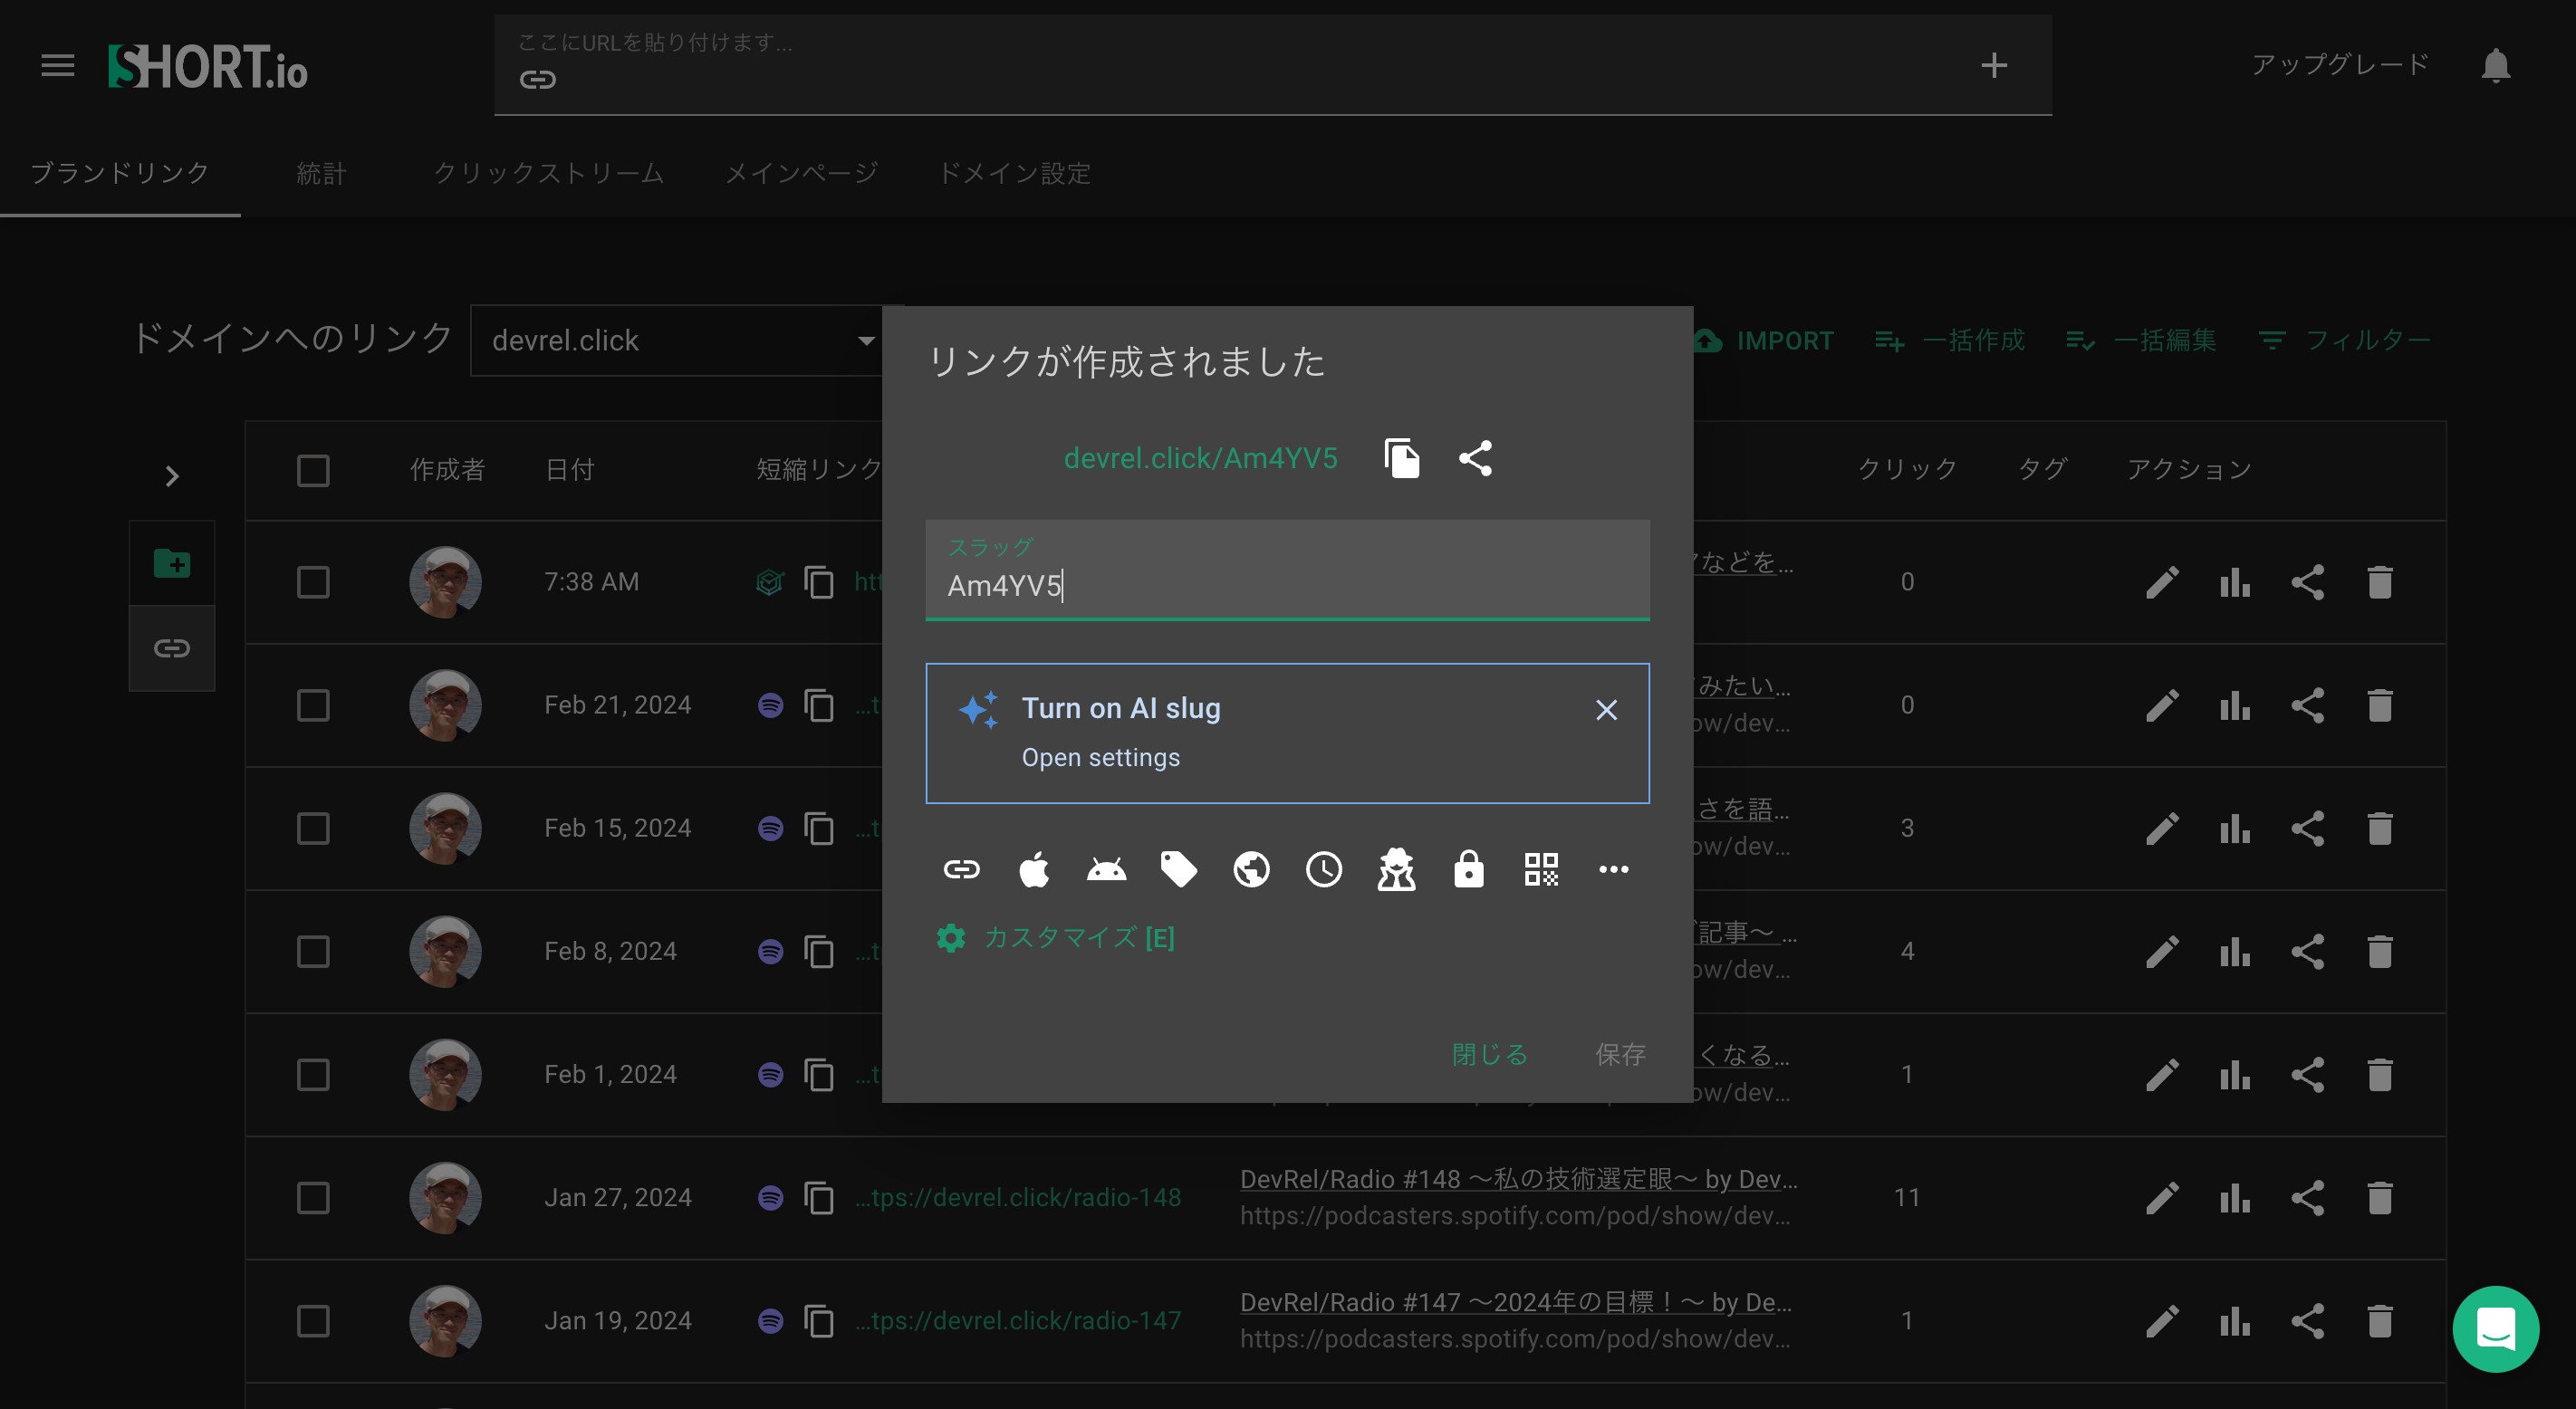 SHORT.io
ここにURLを貼り付けます...
アップグレード
ブランドリンク
統計
クリックストリーム
メインページ
ドメイン設定
ドメインへのリンク
devrel.click
IMPORT
一括作成
一括編集
フィルター
リンクが作成されました
devrel.click/Am4YV5
スラッグ
Am4YV5
Turn on AI slug
Open settings
カスタマイズ [E]
閉じる
保存
作成者
日付
短縮リンク
クリック
タグ
アクション
7:38 AM
htt
などを...
0
Feb 21, 2024
...t
みたい...
ow/dev...
0
Feb 15, 2024
...t
さを語...
ow/dev...
3
Feb 8, 2024
...t
記事〜 ...
ow/dev...
4
Feb 1, 2024
...t
くなる...
ow/dev...
1
Jan 27, 2024
...tps://devrel.click/radio-148
DevRel/Radio #148 〜私の技術選定眼〜 by Dev...
https://podcasters.spotify.com/pod/show/dev...
11
Jan 19, 2024
...tps://devrel.click/radio-147
DevRel/Radio #147 〜2024年の目標！〜 by De...
https://podcasters.spotify.com/pod/show/dev...
1